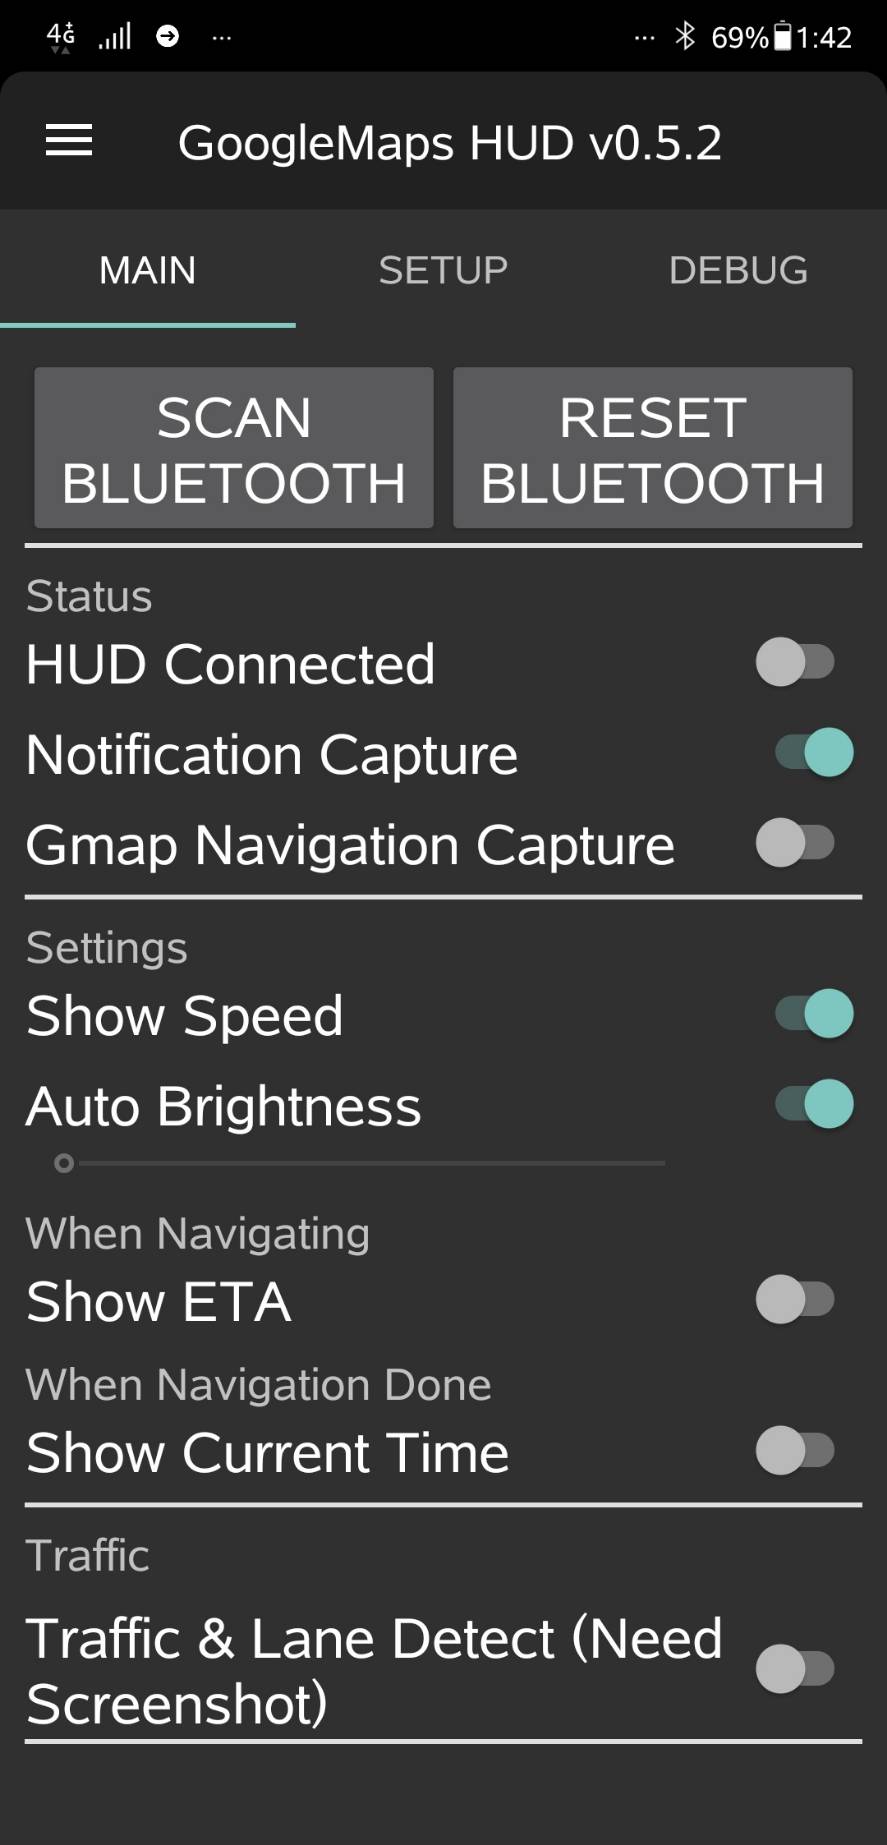 4G+ ... ... 69% 1:42
GoogleMaps HUD v0.5.2
MAIN SETUP DEBUG
SCAN
BLUETOOTH
RESET
BLUETOOTH
Status
HUD Connected
Notification Capture
Gmap Navigation Capture
Settings
Show Speed
Auto Brightness
When Navigating
Show ETA
When Navigation Done
Show Current Time
Traffic
Traffic & Lane Detect (Need
Screenshot)